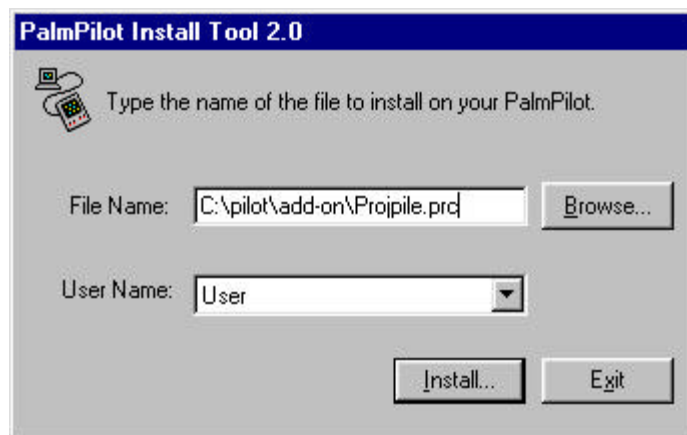 PalmPilot Install Tool 2.0
Type the name of the file to install on your PalmPilot.
File Name: C:\pilot\add-on\Projpile.prc Browse...
User Name: User
Install... Exit